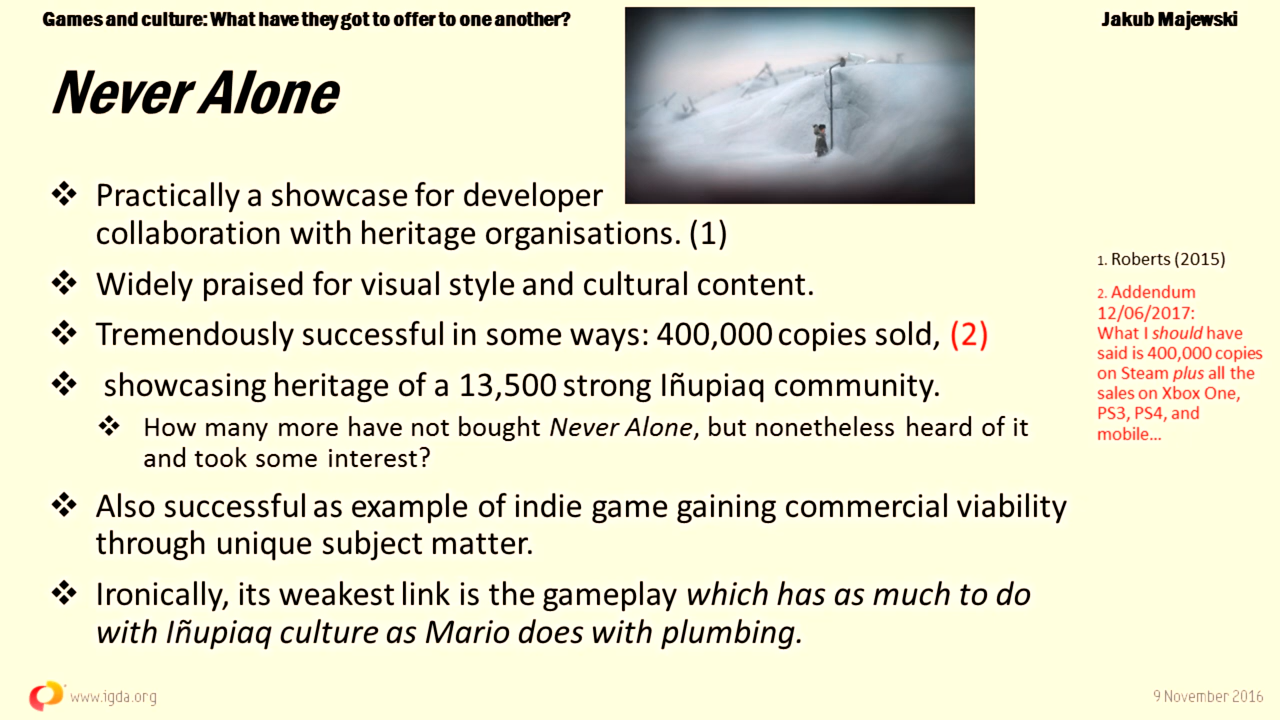 Games and culture: What have they got to offer to one another?
Jakub Majewski
Never Alone
❖ Practically a showcase for developer
collaboration with heritage organisations. (1)
❖ Widely praised for visual style and cultural content.
❖ Tremendously successful in some ways: 400,000 copies sold, (2)
❖ showcasing heritage of a 13,500 strong Iñupiaq community.
❖ How many more have not bought Never Alone, but nonetheless heard of it
and took some interest?
❖ Also successful as example of indie game gaining commercial viability
through unique subject matter.
❖ Ironically, its weakest link is the gameplay which has as much to do
with Iñupiaq culture as Mario does with plumbing.
1. Roberts (2015)
2. Addendum
12/06/2017:
What I should have
said is 400,000 copies
on Steam plus all the
sales on Xbox One,
PS3, PS4, and
mobile...
www.igda.org
9 November 2016